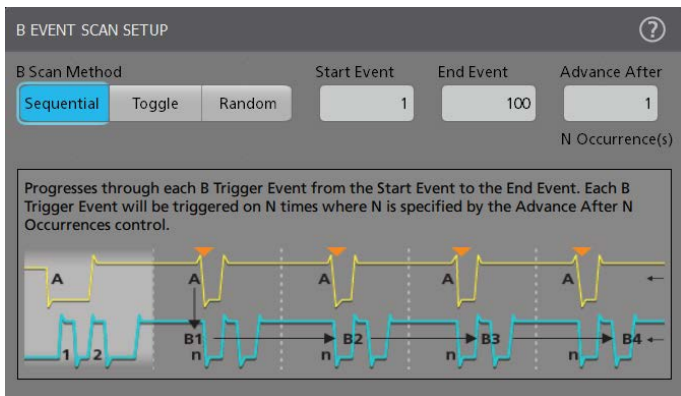 B EVENT SCAN SETUP ?
B Scan Method Start Event End Event Advance After
Sequential Toggle Random 1 100 1
N Occurrence(s)
Progresses through each B Trigger Event from the Start Event to the End Event. Each B
Trigger Event will be triggered on N times where N is specified by the Advance After N
Occurrences control.
A A A A A
B1 B2 B3 B4
1 2 n n n n